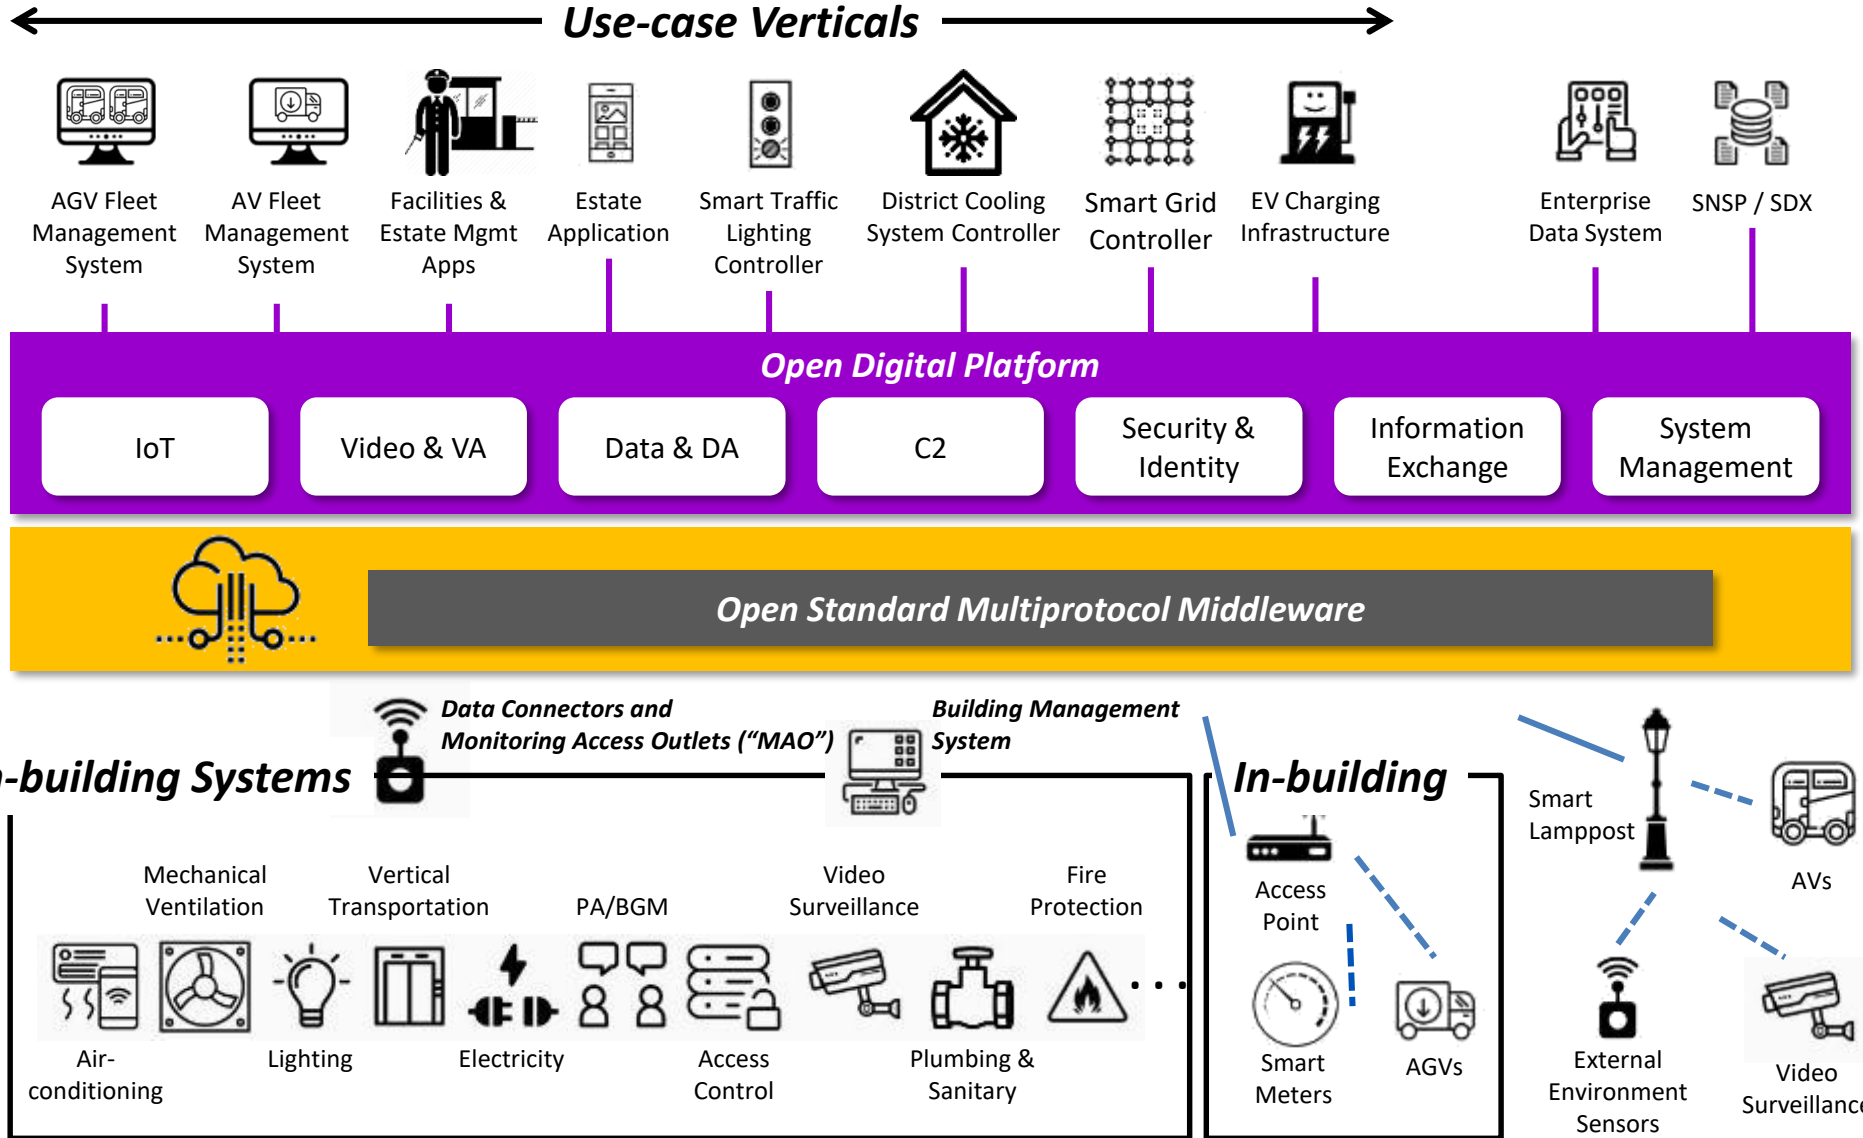 Use-case Verticals
AGV Fleet
Management
System
AV Fleet
Management
System
Facilities &
Estate Mgmt
Apps
Estate
Application
Smart Traffic
Lighting
Controller
District Cooling
System Controller
Smart Grid
Controller
EV Charging
Infrastructure
Enterprise
Data System
SNSP / SDX
Open Digital Platform
IoT
Video & VA
Data & DA
C2
Security &
Identity
Information
Exchange
System
Management
Open Standard Multiprotocol Middleware
Data Connectors and
Monitoring Access Outlets (“MAO”)
Building Management
System
n-building Systems
In-building
Mechanical
Ventilation
Vertical
Transportation
PA/BGM
Video
Surveillance
Fire
Protection
. . .
Air-
conditioning
Lighting
Electricity
Access
Control
Plumbing &
Sanitary
Access
Point
Smart
Meters
AGVs
Smart
Lamppost
AVs
External
Environment
Sensors
Video
Surveillance